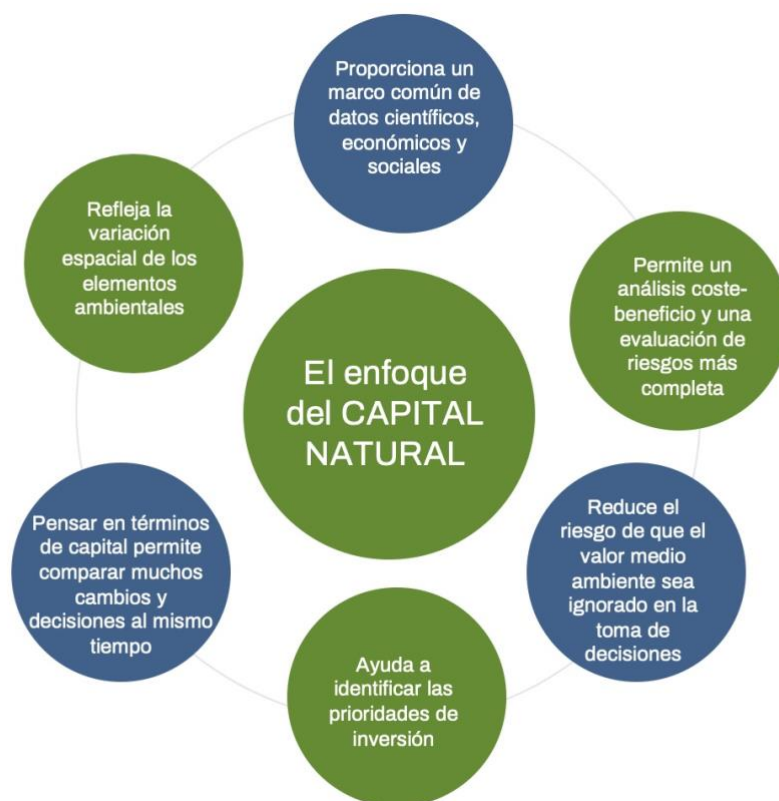 Proporciona un
marco común de
datos científicos,
económicos y
sociales
Permite un
análisis coste-
beneficio y una
evaluación de
riesgos más
completa
Reduce el
riesgo de que el
valor medio
ambiente sea
ignorado en la
toma de
decisiones
Ayuda a
identificar las
prioridades de
inversión
Pensar en términos
de capital permite
comparar muchos
cambios y
decisiones al mismo
tiempo
Refleja la
variación
espacial de los
elementos
ambientales
El enfoque
del CAPITAL
NATURAL